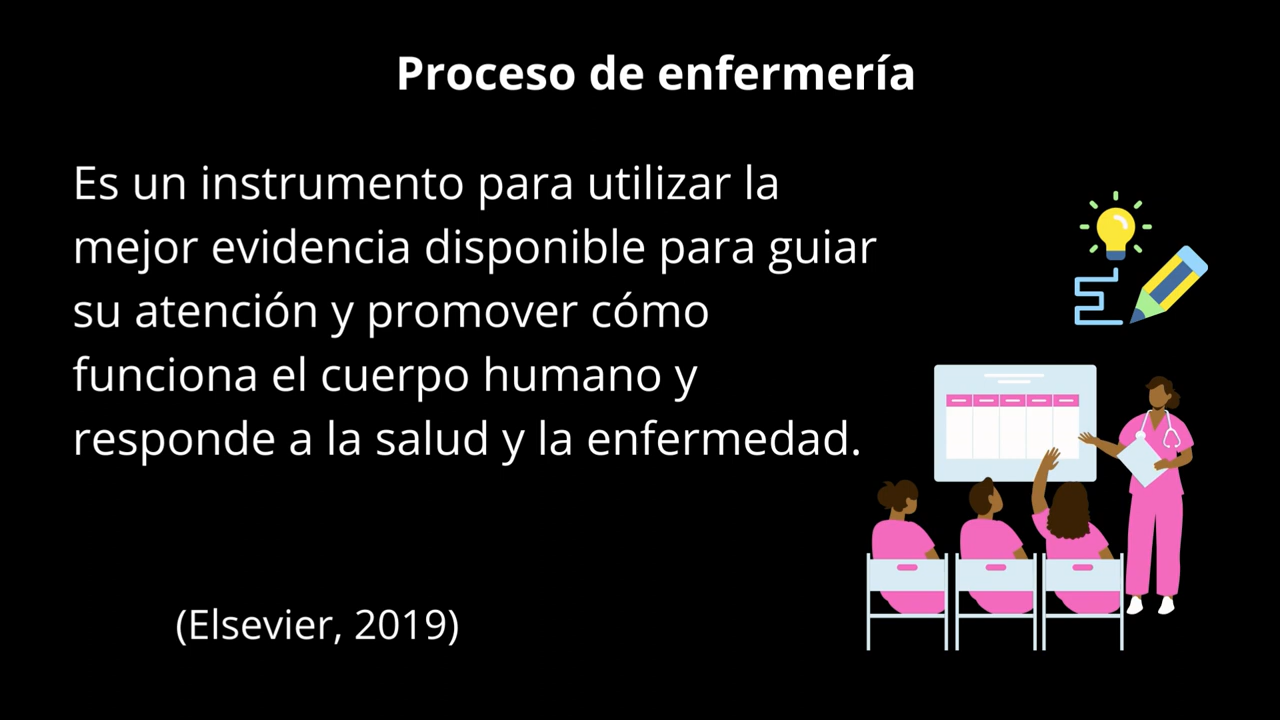 Proceso de enfermería
Es un instrumento para utilizar la
mejor evidencia disponible para guiar
su atención y promover cómo
funciona el cuerpo humano y
responde a la salud y la enfermedad.
(Elsevier, 2019)